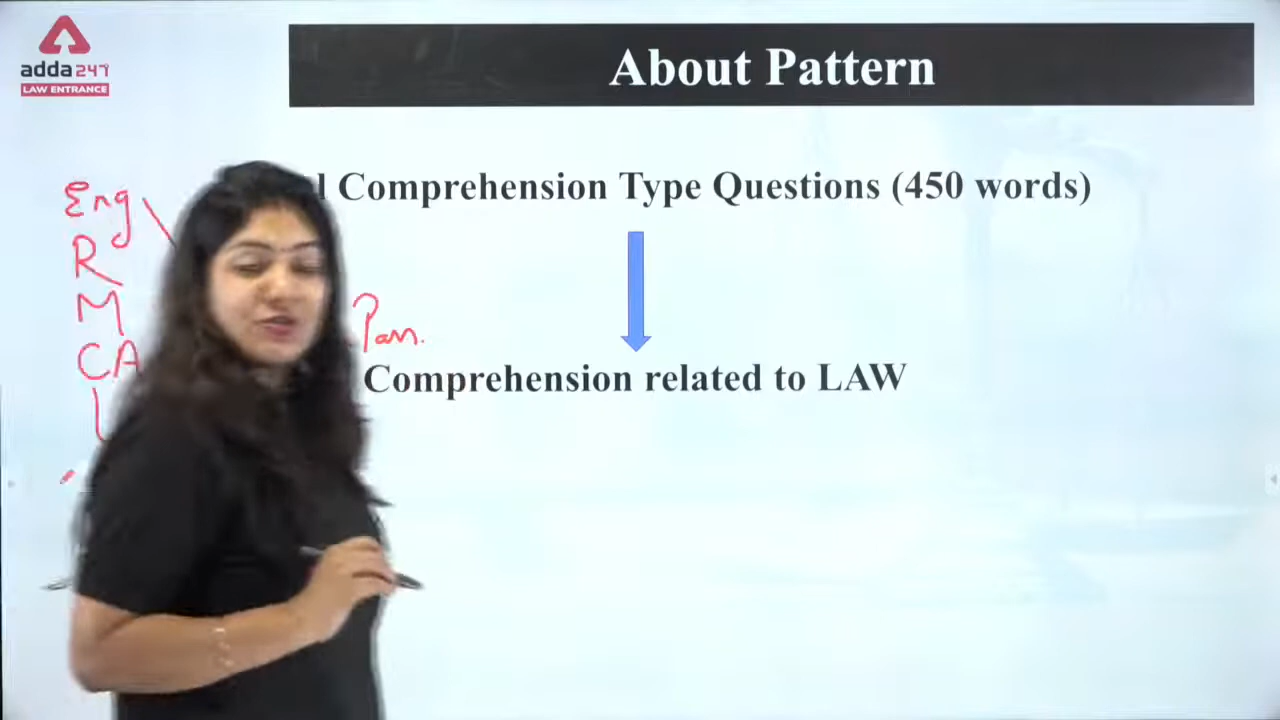 adda247
LAW ENTRANCE
About Pattern
Comprehension Type Questions (450 words)
Comprehension related to LAW
Eng
R
M
CA
L